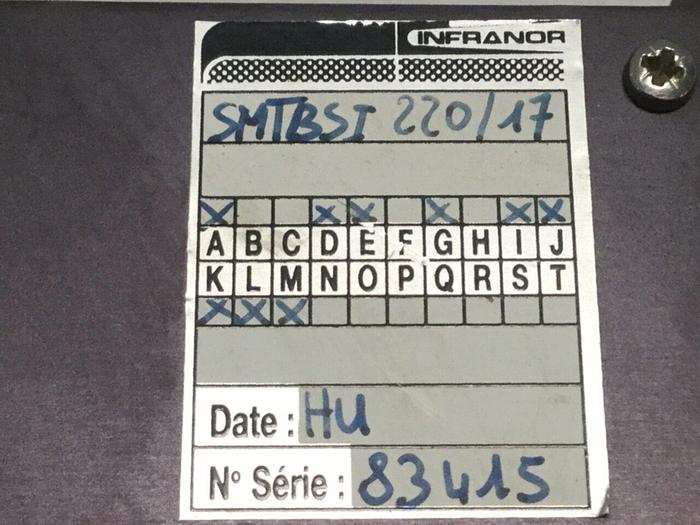 INFRANOR
SMTBSI 220/17
X X X X X X
A B C D E F G H I J
K L M N O P Q R S T
X X X
Date : HU
N° Série : 83415